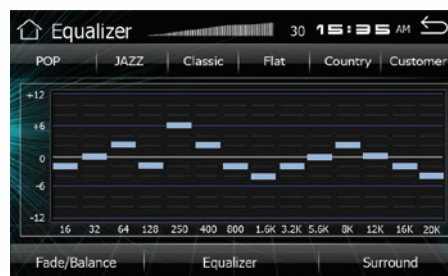 Equalizer 30 15:35 AM
POP JAZZ Classic Flat Country Customer
+12
+6
0
-6
-12
16 32 64 128 250 400 800 1.6K 3.2K 5.6K 8K 12K 16K 20K
Fade/Balance Equalizer Surround